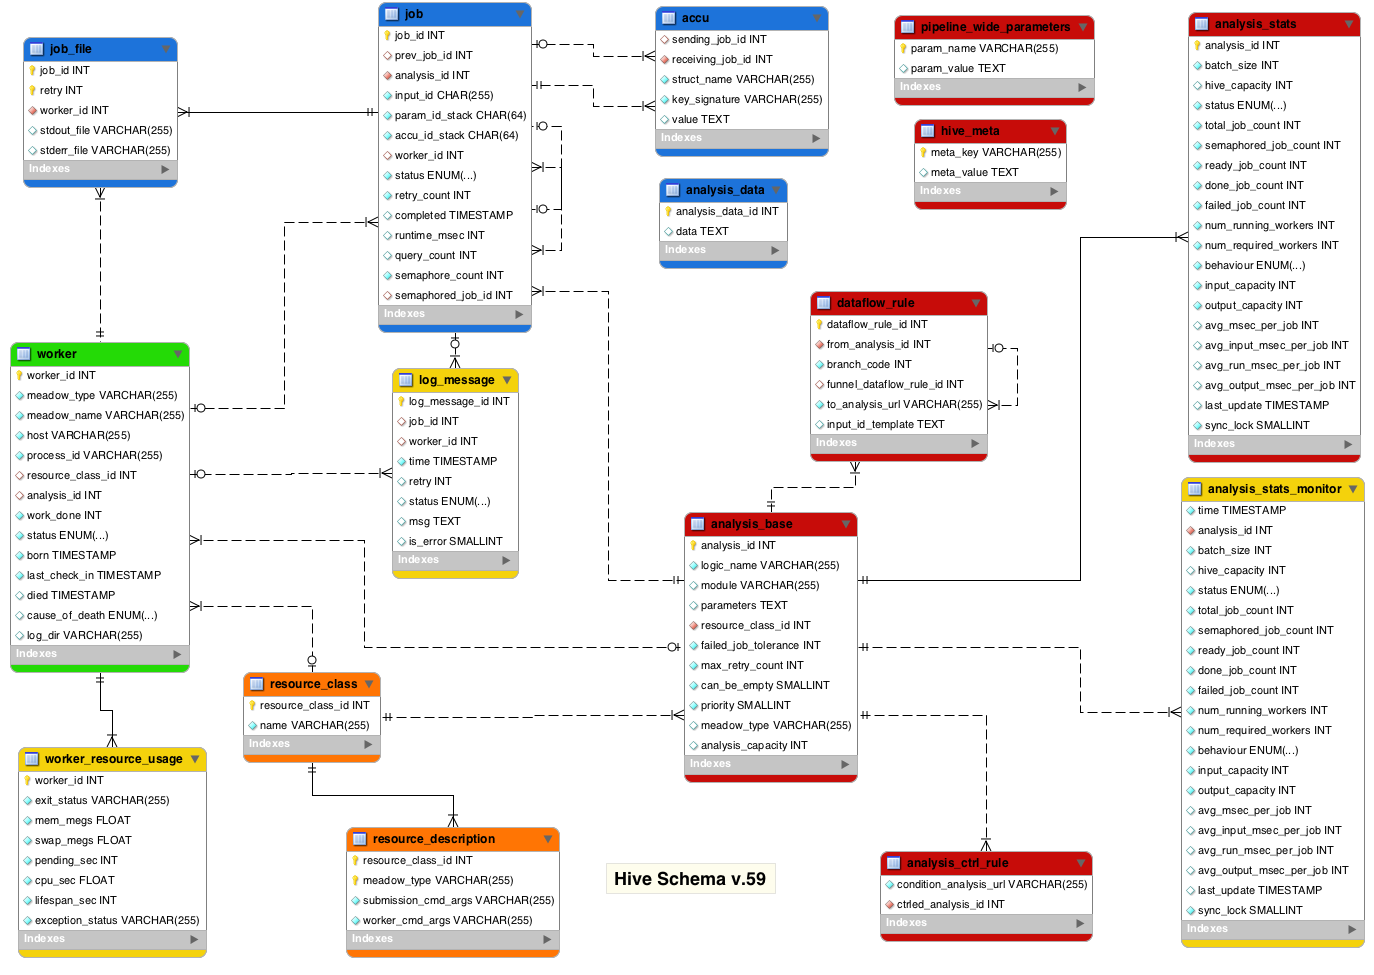 job_file
job_id INT
retry INT
worker_id INT
stdout_file VARCHAR(255)
stderr_file VARCHAR(255)
Indexes
job
job_id INT
prev_job_id INT
analysis_id INT
input_id CHAR(255)
param_id_stack CHAR(64)
accu_id_stack CHAR(64)
worker_id INT
status ENUM(...)
retry_count INT
completed TIMESTAMP
runtime_msec INT
query_count INT
semaphore_count INT
semaphored_job_id INT
Indexes
accu
sending_job_id INT
receiving_job_id INT
struct_name VARCHAR(255)
key_signature VARCHAR(255)
value TEXT
Indexes
analysis_data
analysis_data_id INT
data TEXT
Indexes
pipeline_wide_parameters
param_name VARCHAR(255)
param_value TEXT
Indexes
hive_meta
meta_key VARCHAR(255)
meta_value TEXT
Indexes
analysis_stats
analysis_id INT
batch_size INT
hive_capacity INT
status ENUM(...)
total_job_count INT
semaphored_job_count INT
ready_job_count INT
done_job_count INT
failed_job_count INT
num_running_workers INT
num_required_workers INT
behaviour ENUM(...)
input_capacity INT
output_capacity INT
avg_msec_per_job INT
avg_input_msec_per_job INT
avg_run_msec_per_job INT
avg_output_msec_per_job INT
last_update TIMESTAMP
sync_lock SMALLINT
Indexes
worker
worker_id INT
meadow_type VARCHAR(255)
meadow_name VARCHAR(255)
host VARCHAR(255)
process_id VARCHAR(255)
resource_class_id INT
analysis_id INT
work_done INT
status ENUM(...)
born TIMESTAMP
last_check_in TIMESTAMP
died TIMESTAMP
cause_of_death ENUM(...)
log_dir VARCHAR(255)
Indexes
log_message
log_message_id INT
job_id INT
worker_id INT
time TIMESTAMP
retry INT
status ENUM(...)
msg TEXT
is_error SMALLINT
Indexes
dataflow_rule
dataflow_rule_id INT
from_analysis_id INT
branch_code INT
funnel_dataflow_rule_id INT
to_analysis_url VARCHAR(255)
input_id_template TEXT
Indexes
analysis_base
analysis_id INT
logic_name VARCHAR(255)
module VARCHAR(255)
parameters TEXT
resource_class_id INT
failed_job_tolerance INT
max_retry_count INT
can_be_empty SMALLINT
priority SMALLINT
meadow_type VARCHAR(255)
analysis_capacity INT
Indexes
analysis_stats_monitor
time TIMESTAMP
analysis_id INT
batch_size INT
hive_capacity INT
status ENUM(...)
total_job_count INT
semaphored_job_count INT
ready_job_count INT
done_job_count INT
failed_job_count INT
num_running_workers INT
num_required_workers INT
behaviour ENUM(...)
input_capacity INT
output_capacity INT
avg_msec_per_job INT
avg_input_msec_per_job INT
avg_run_msec_per_job INT
avg_output_msec_per_job INT
last_update TIMESTAMP
sync_lock SMALLINT
Indexes
resource_class
resource_class_id INT
name VARCHAR(255)
Indexes
worker_resource_usage
worker_id INT
exit_status VARCHAR(255)
mem_megs FLOAT
swap_megs FLOAT
pending_sec INT
cpu_sec FLOAT
lifespan_sec INT
exception_status VARCHAR(255)
Indexes
resource_description
resource_class_id INT
meadow_type VARCHAR(255)
submission_cmd_args VARCHAR(255)
worker_cmd_args VARCHAR(255)
Indexes
Hive Schema v.59
analysis_ctrl_rule
condition_analysis_url VARCHAR(255)
ctrled_analysis_id INT
Indexes